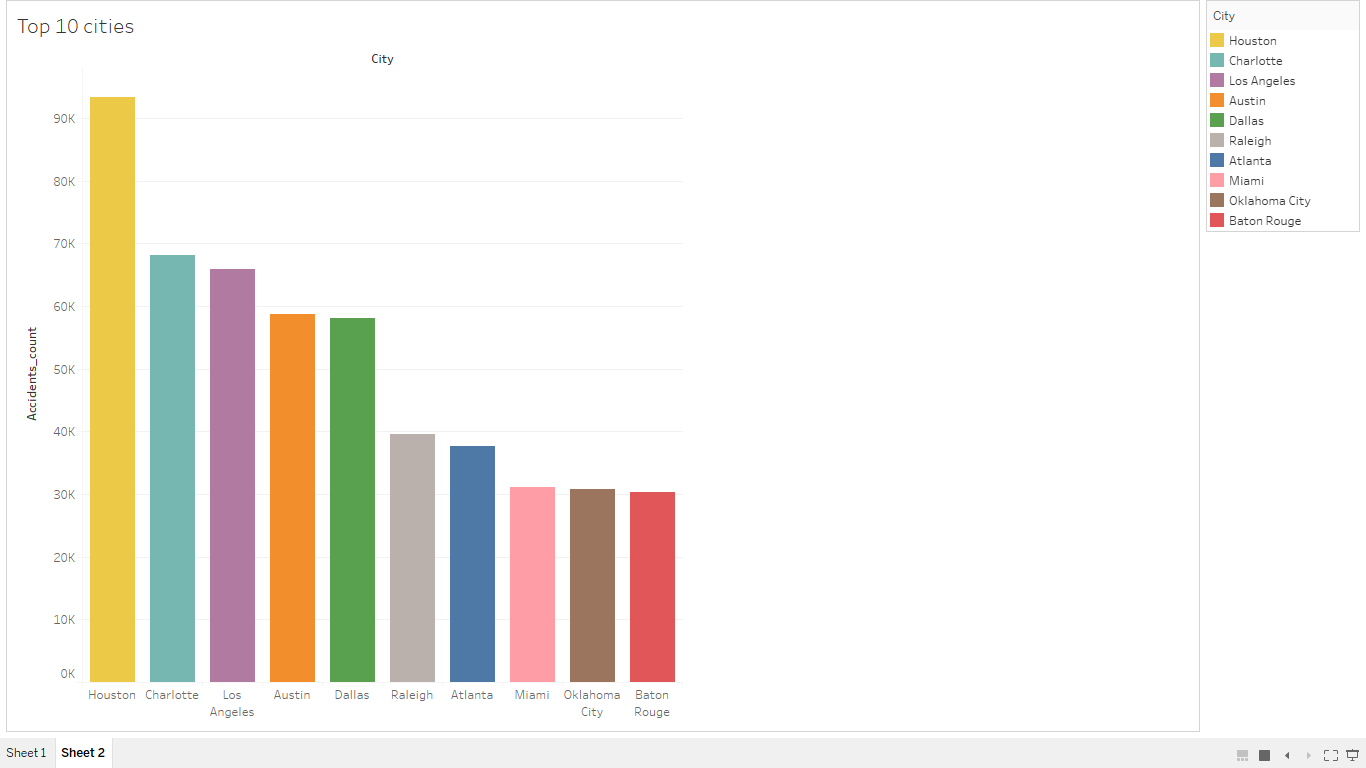 Top 10 cities
City
90K
80K
70K
60K
50K
40K
30K
20K
10K
0K
Accidents_count
Houston
Charlotte
Los
Angeles
Austin
Dallas
Raleigh
Atlanta
Miami
Oklahoma
City
Baton
Rouge
City
Houston
Charlotte
Los Angeles
Austin
Dallas
Raleigh
Atlanta
Miami
Oklahoma City
Baton Rouge
Sheet 1
Sheet 2